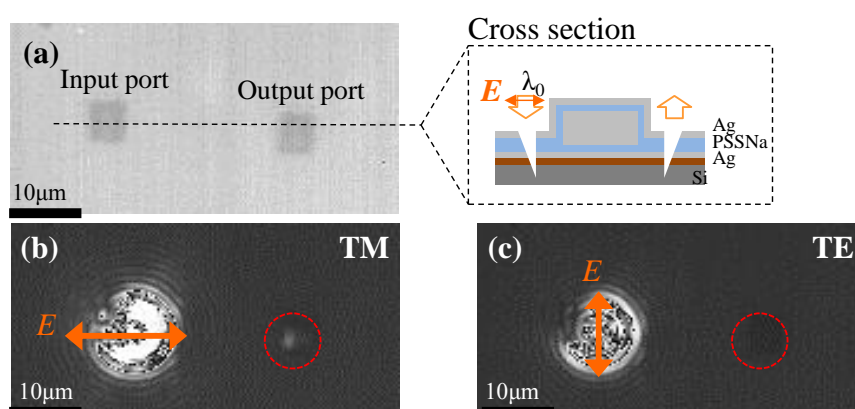 Cross section
(a)
Input port
Output port
E
λ0
Ag
PSSNa
Ag
Si
10μm
(b)
TM
E
10μm
(c)
TE
E
10μm